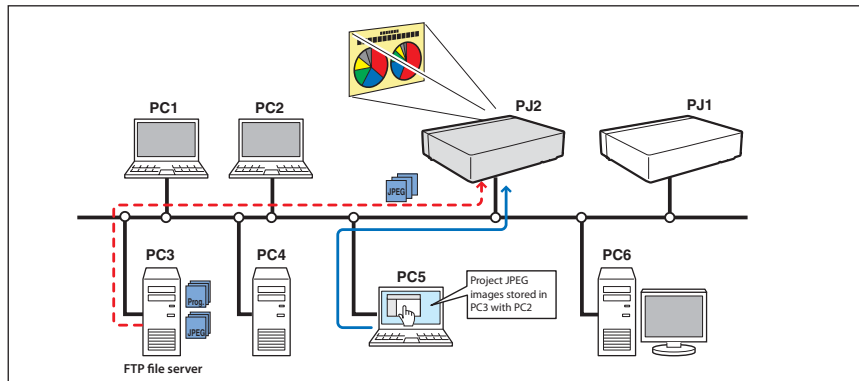 PC1
PC2
PJ2
PJ1
JPEG
PC3
PC4
PC5
PC6
Prog.
JPEG
Project JPEG
images stored in
PC3 with PC2
FTP file server